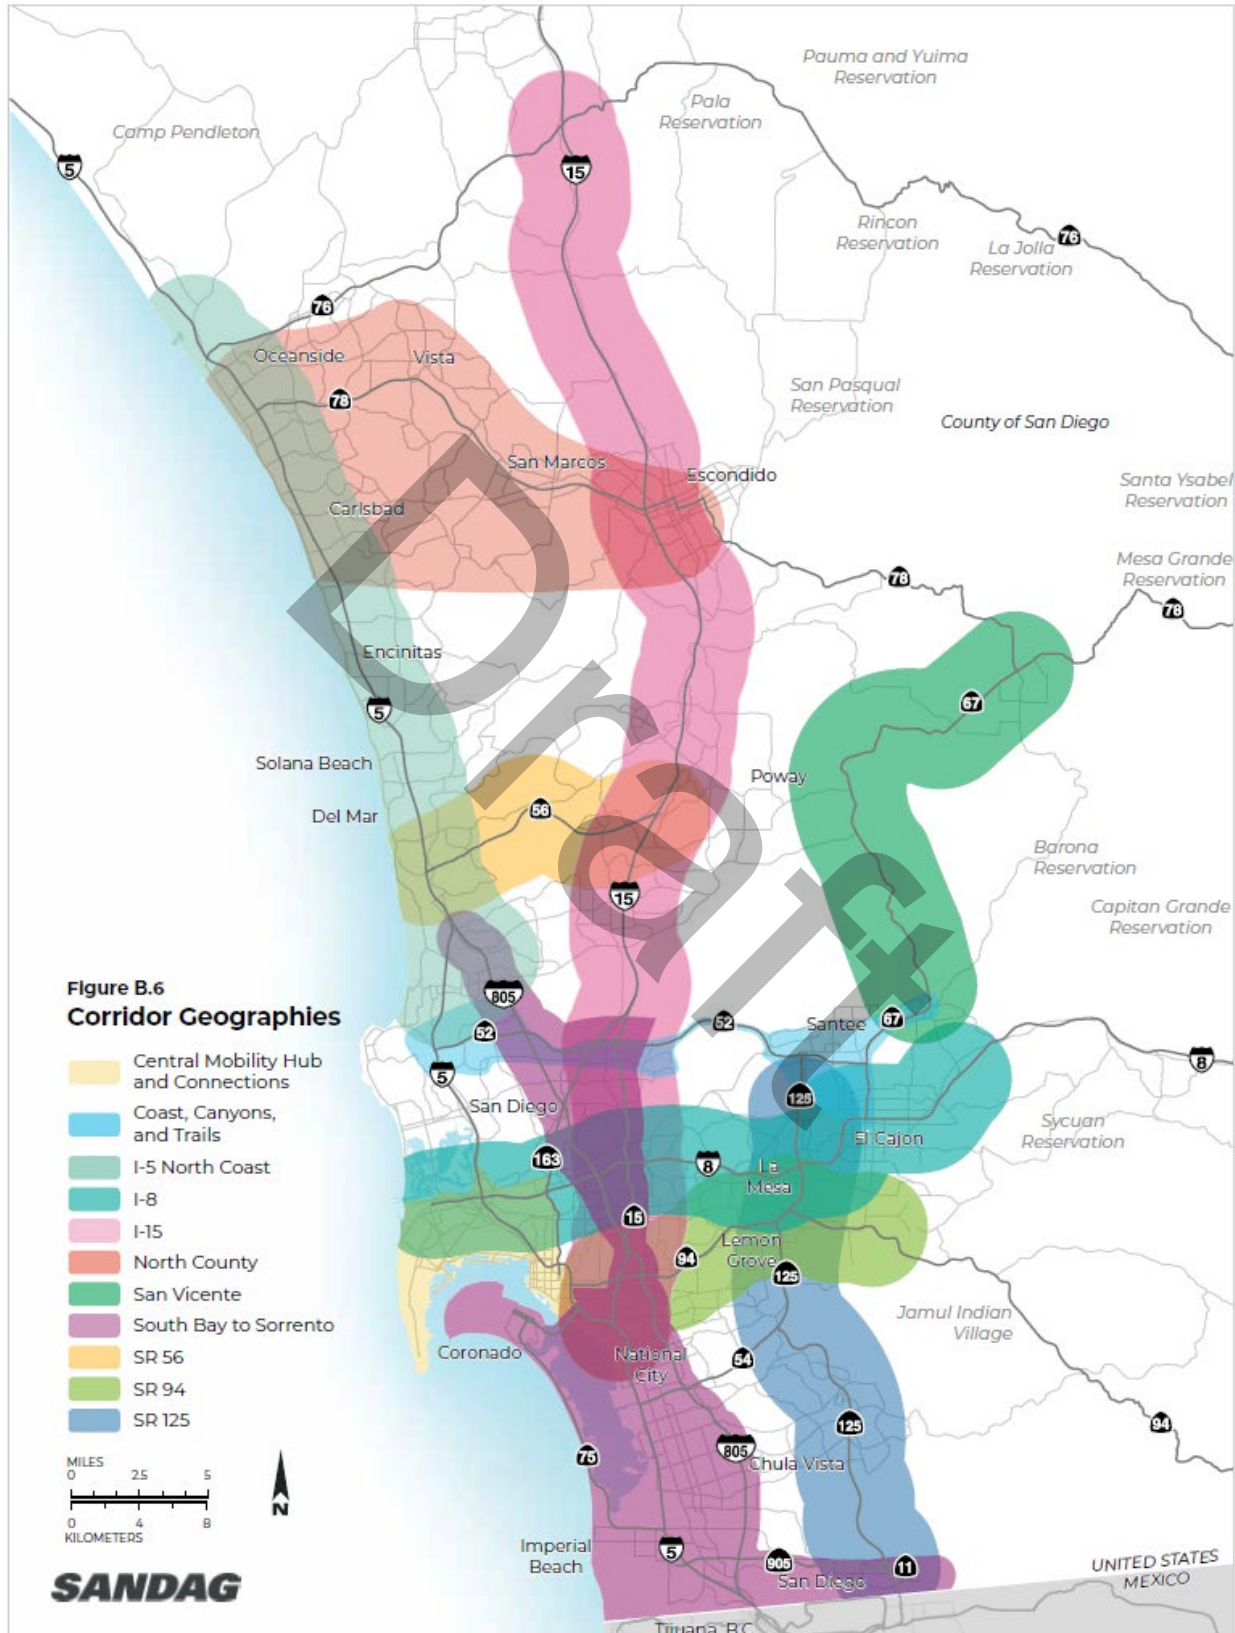 Pauma and Yuima
Reservation
Pala
Reservation
Camp Pendleton
5
15
Rincon
Reservation
La Jolla
Reservation
76
76
Oceanside
Vista
78
San Pasqual
Reservation
County of San Diego
San Marcos
Escondido
Santa Ysabel
Reservation
Carlsbad
Mesa Grande
Reservation
78
78
Encinitas
67
5
Solana Beach
Poway
Del Mar
56
Barona
Reservation
15
Capitan Grande
Reservation
Draft
805
52
52
Santee
67
5
8
San Diego
125
El Cajon
Sycuan
Reservation
163
8
La
Mesa
15
94
Lemon
Grove
125
Jamul Indian
Village
Coronado
National
City
54
125
94
75
805
Chula Vista
Imperial
Beach
5
905
San Diego
11
UNITED STATES
MEXICO
Tijuana, B.C.
Figure B.6
Corridor Geographies
Central Mobility Hub
and Connections
Coast, Canyons,
and Trails
I-5 North Coast
I-8
I-15
North County
San Vicente
South Bay to Sorrento
SR 56
SR 94
SR 125
MILES
0 2.5 5
0 4 8
KILOMETERS
N
SANDAG